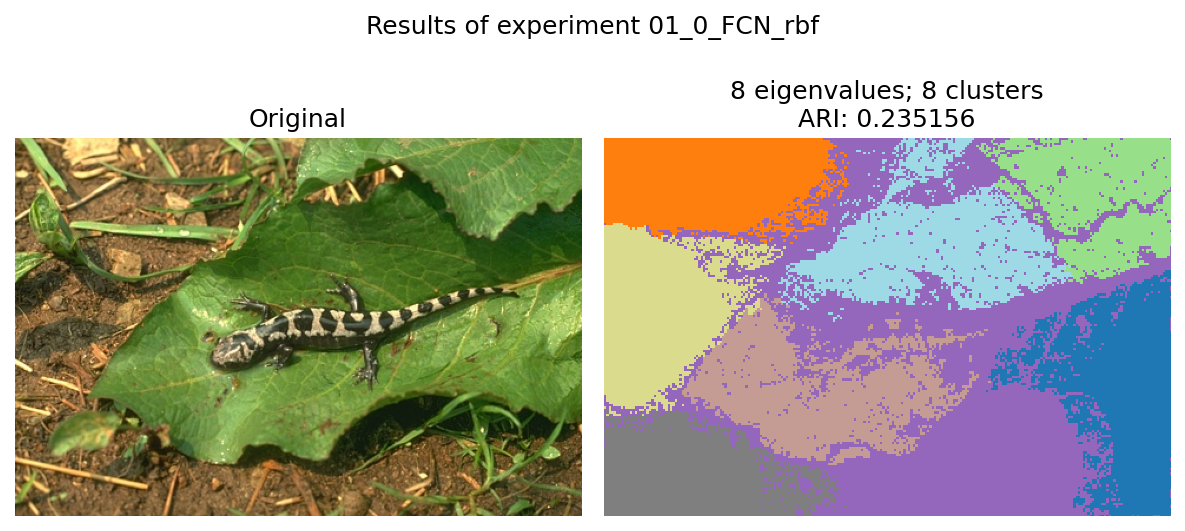 Results of experiment 01_0_FCN_rbf
Original
8 eigenvalues; 8 clusters
ARI: 0.235156